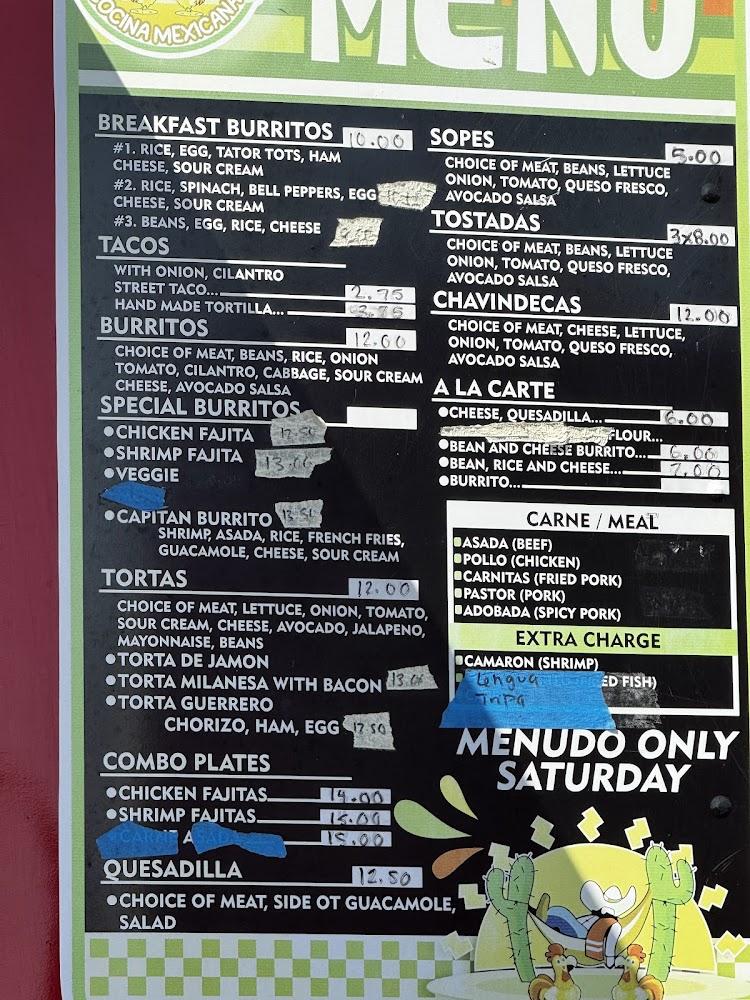 COCINA MEXICANA
MENU
BREAKFAST BURRITOS 10.00
#1. RICE, EGG, TATOR TOTS, HAM
CHEESE, SOUR CREAM
#2. RICE, SPINACH, BELL PEPPERS, EGG
CHEESE, SOUR CREAM
#3. BEANS, EGG, RICE, CHEESE
TACOS
WITH ONION, CILANTRO
STREET TACO... 2.75
HAND MADE TORTILLA... 3.75
BURRITOS 12.00
CHOICE OF MEAT, BEANS, RICE, ONION
TOMATO, CILANTRO, CABBAGE, SOUR CREAM
CHEESE, AVOCADO SALSA
SPECIAL BURRITOS
•CHICKEN FAJITA 12.50
•SHRIMP FAJITA 13.00
•VEGGIE
•CAPITAN BURRITO 13.50
SHRIMP, ASADA, RICE, FRENCH FRIES,
GUACAMOLE, CHEESE, SOUR CREAM
TORTAS 12.00
CHOICE OF MEAT, LETTUCE, ONION, TOMATO,
SOUR CREAM, CHEESE, AVOCADO, JALAPENO,
MAYONNAISE, BEANS
•TORTA DE JAMON
•TORTA MILANESA WITH BACON 13.00
•TORTA GUERRERO
CHORIZO, HAM, EGG 12.50
COMBO PLATES
•CHICKEN FAJITAS 14.00
•SHRIMP FAJITAS 15.00
CARNE ASADA 15.00
QUESADILLA 12.50
•CHOICE OF MEAT, SIDE OT GUACAMOLE,
SALAD
SOPES 5.00
CHOICE OF MEAT, BEANS, LETTUCE
ONION, TOMATO, QUESO FRESCO,
AVOCADO SALSA
TOSTADAS 3x8.00
CHOICE OF MEAT, BEANS, LETTUCE
ONION, TOMATO, QUESO FRESCO,
AVOCADO SALSA
CHAVINDECAS 12.00
CHOICE OF MEAT, CHEESE, LETTUCE,
ONION, TOMATO, QUESO FRESCO,
AVOCADO SALSA
A LA CARTE
•CHEESE, QUESADILLA... 6.00
FLOUR...
•BEAN AND CHEESE BURRITO... 6.00
•BEAN, RICE AND CHEESE... 7.00
•BURRITO...
CARNE / MEAL
ASADA (BEEF)
POLLO (CHICKEN)
CARNITAS (FRIED PORK)
PASTOR (PORK)
ADOBADA (SPICY PORK)
EXTRA CHARGE
CAMARON (SHRIMP)
Lengua FISH)
Tripa
MENUDO ONLY
SATURDAY